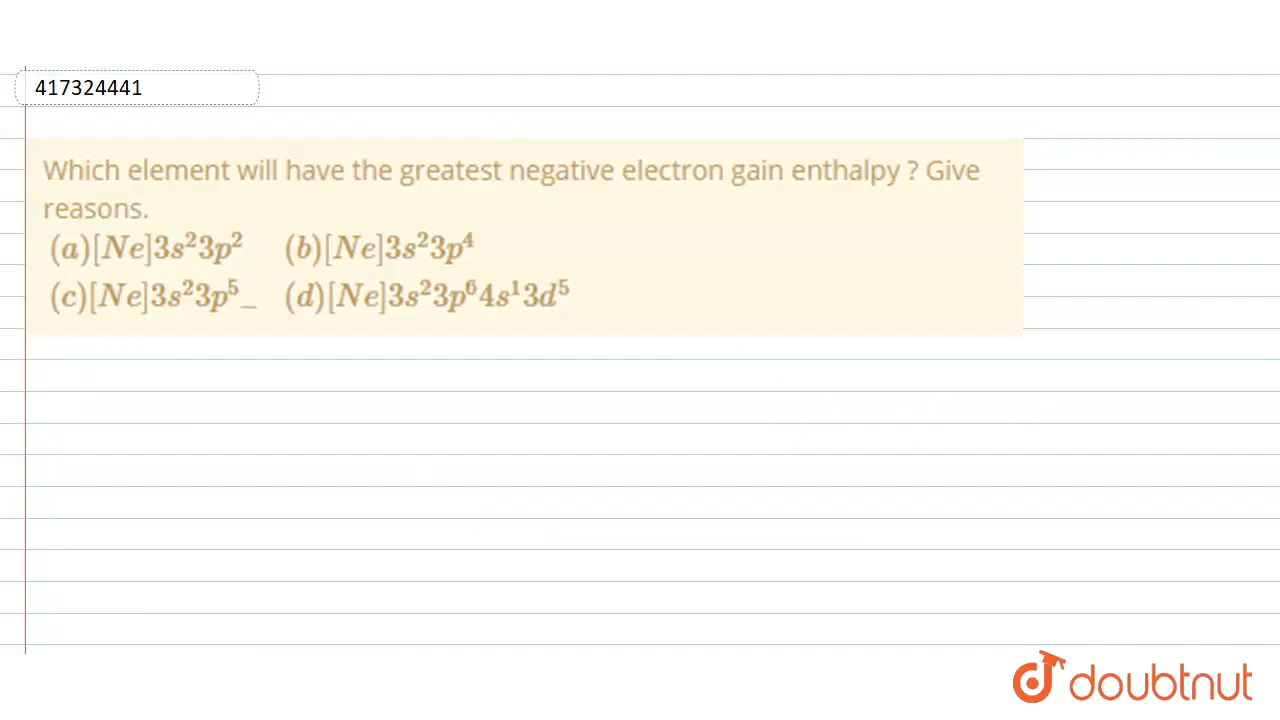 417324441
Which element will have the greatest negative electron gain enthalpy ? Give
reasons.
(a)[Ne]3s²3p² (b)[Ne]3s²3p⁴
(c)[Ne]3s²3p⁵_ (d)[Ne]3s²3p⁶4s¹3d⁵
doubtnut